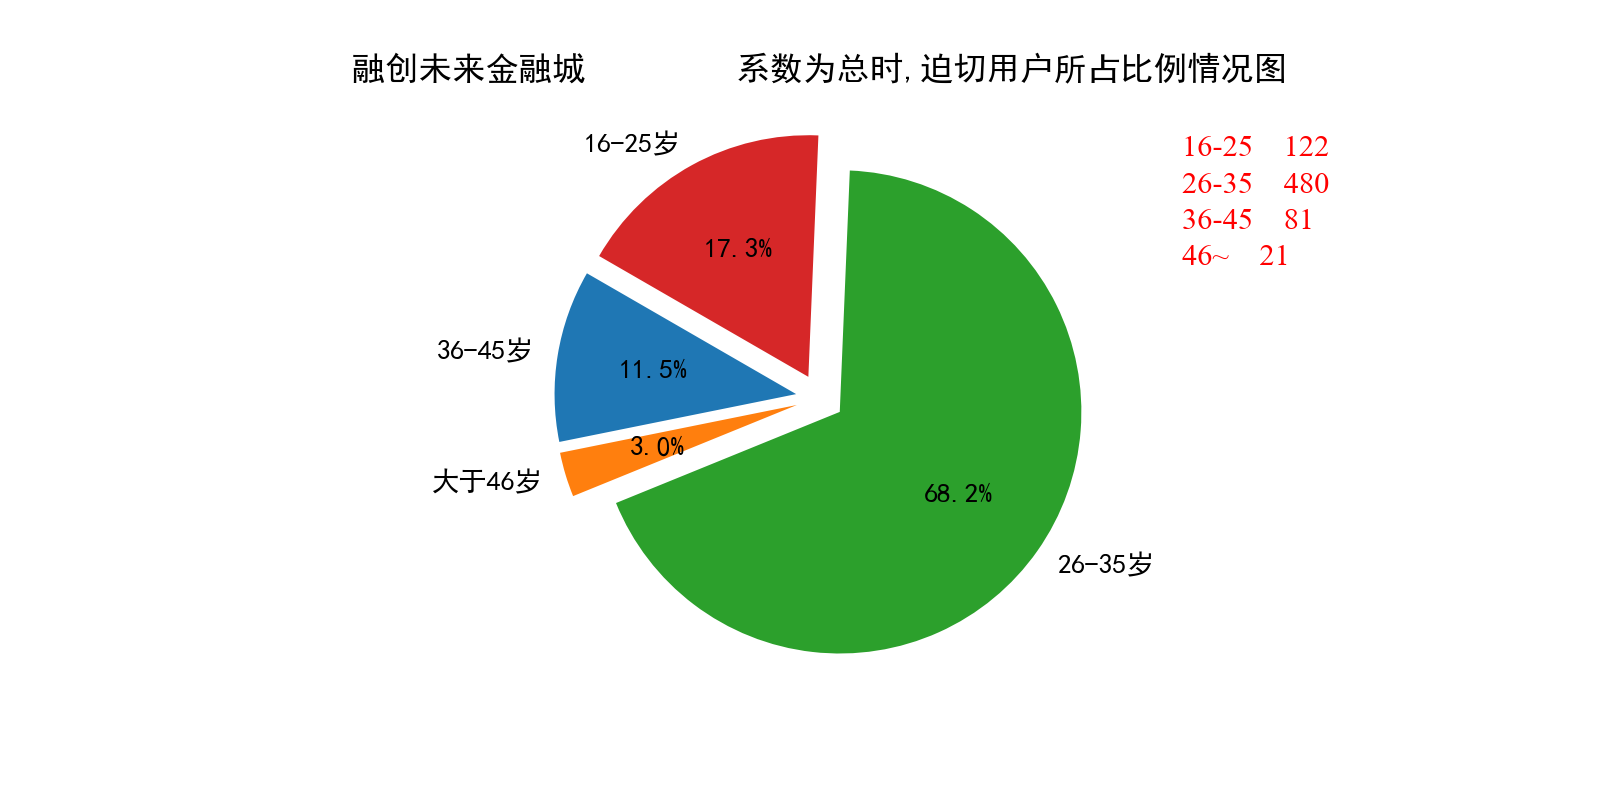 融创未来金融城 系数为总时,迫切用户所占比例情况图
16-25岁
17.3%
16-25 122
26-35 480
36-45 81
46~ 21
36-45岁
11.5%
3.0%
大于46岁
68.2%
26-35岁